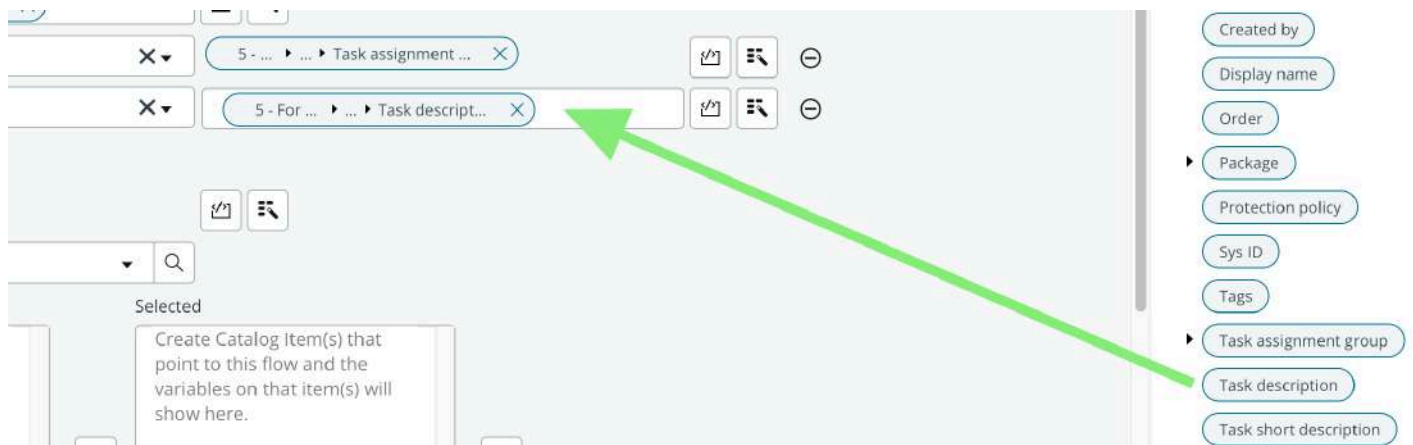 Created by
5 - ... ▸ ... ▸ Task assignment ...
Display name
5 - For ... ▸ ... ▸ Task descript...
Order
Package
Protection policy
Sys ID
Tags
Selected
Create Catalog Item(s) that
point to this flow and the
variables on that item(s) will
show here.
Task assignment group
Task description
Task short description